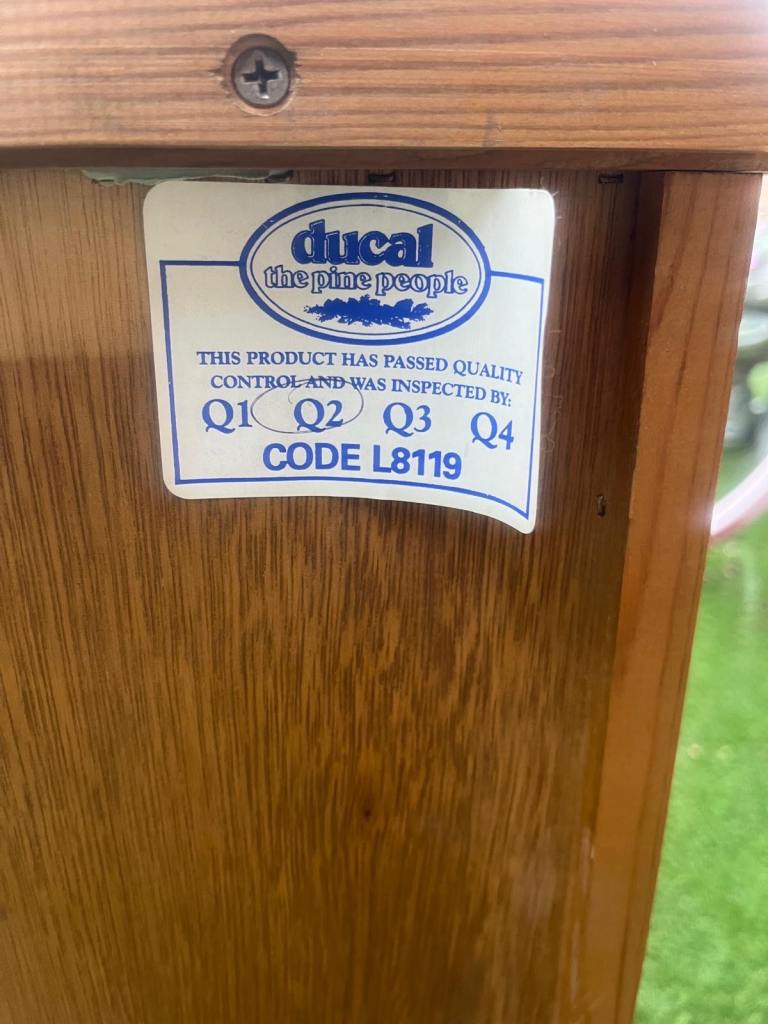 ducal
the pine people
THIS PRODUCT HAS PASSED QUALITY
CONTROL AND WAS INSPECTED BY:
Q1 Q2 Q3 Q4
CODE L8119